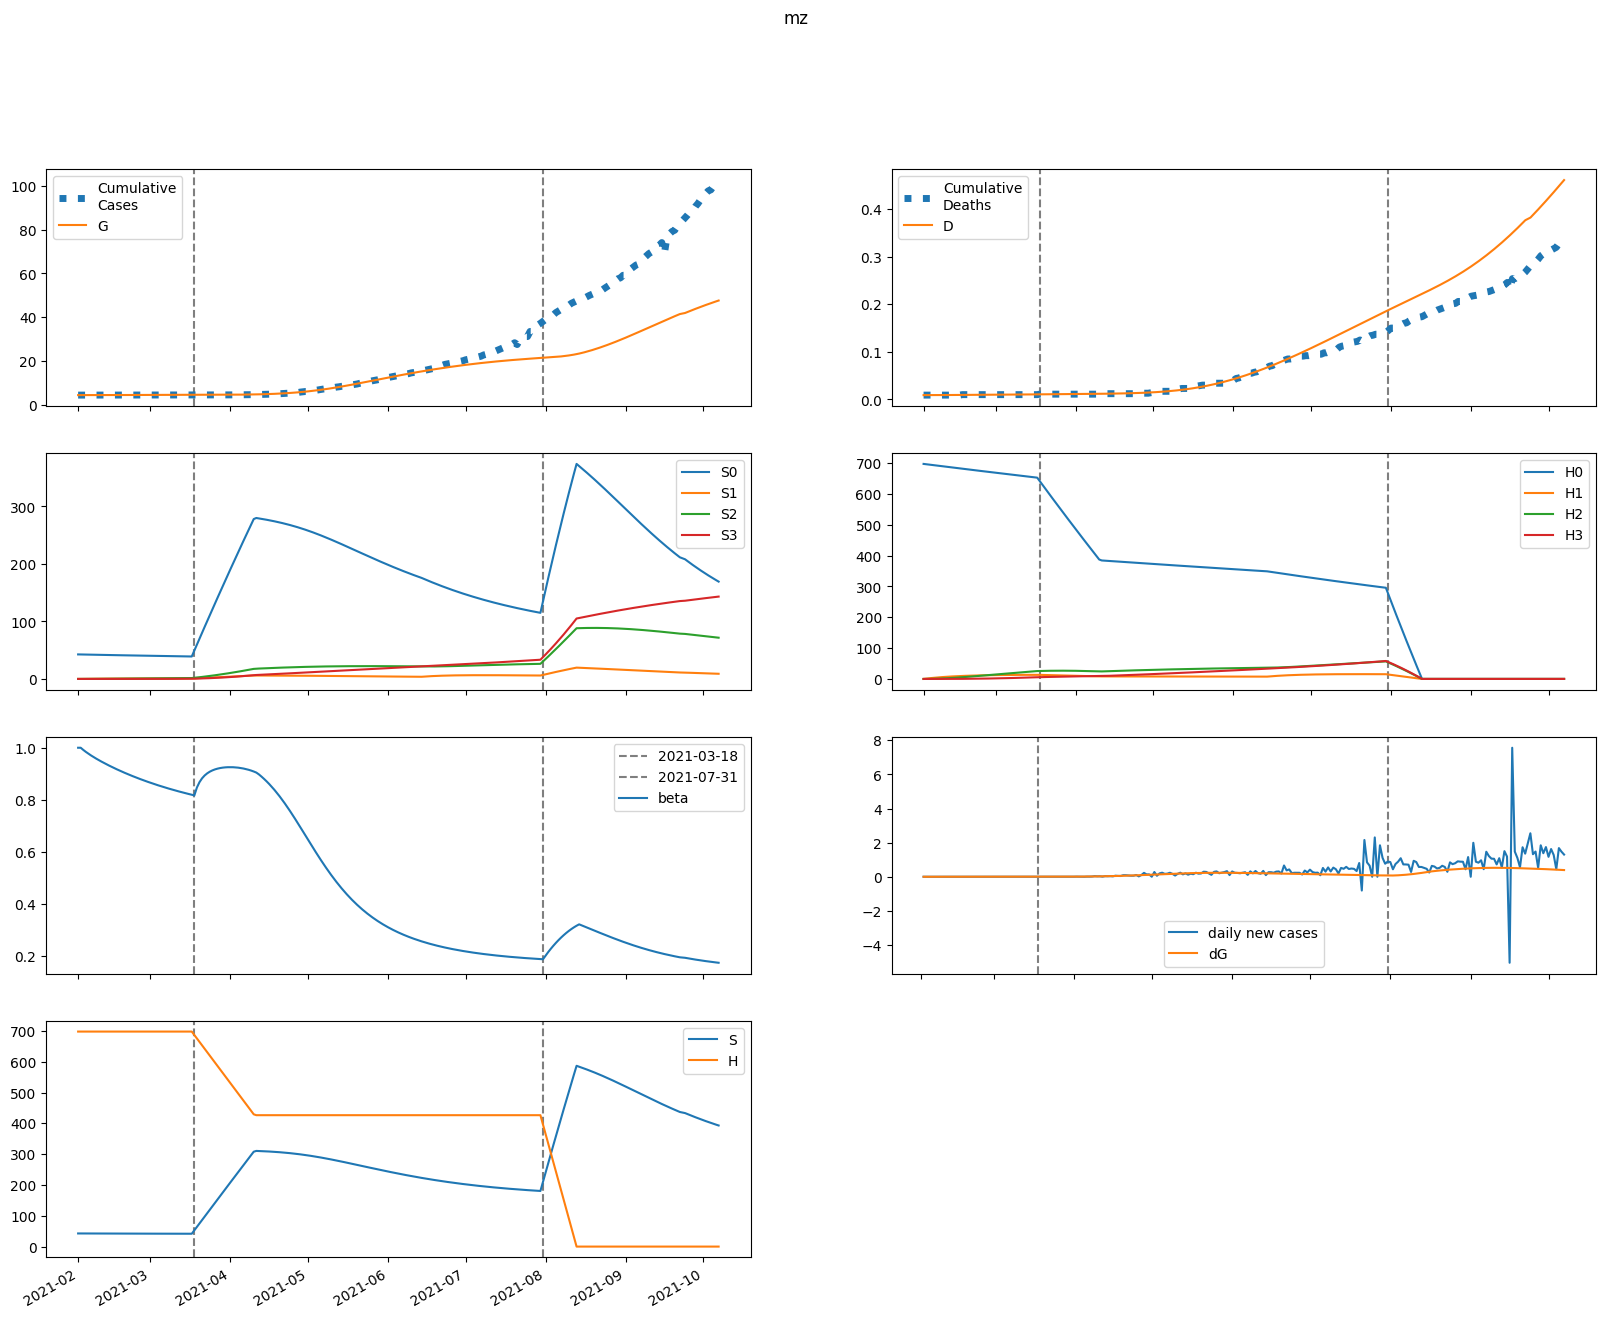 mz
Cumulative
Cases
G
100
80
60
40
20
0
Cumulative
Deaths
D
0.4
0.3
0.2
0.1
0.0
S0
S1
S2
S3
300
200
100
0
H0
H1
H2
H3
700
600
500
400
300
200
100
0
2021-03-18
2021-07-31
beta
1.0
0.8
0.6
0.4
0.2
daily new cases
dG
8
6
4
2
0
−2
−4
S
H
700
600
500
400
300
200
100
0
2021-02
2021-03
2021-04
2021-05
2021-06
2021-07
2021-08
2021-09
2021-10